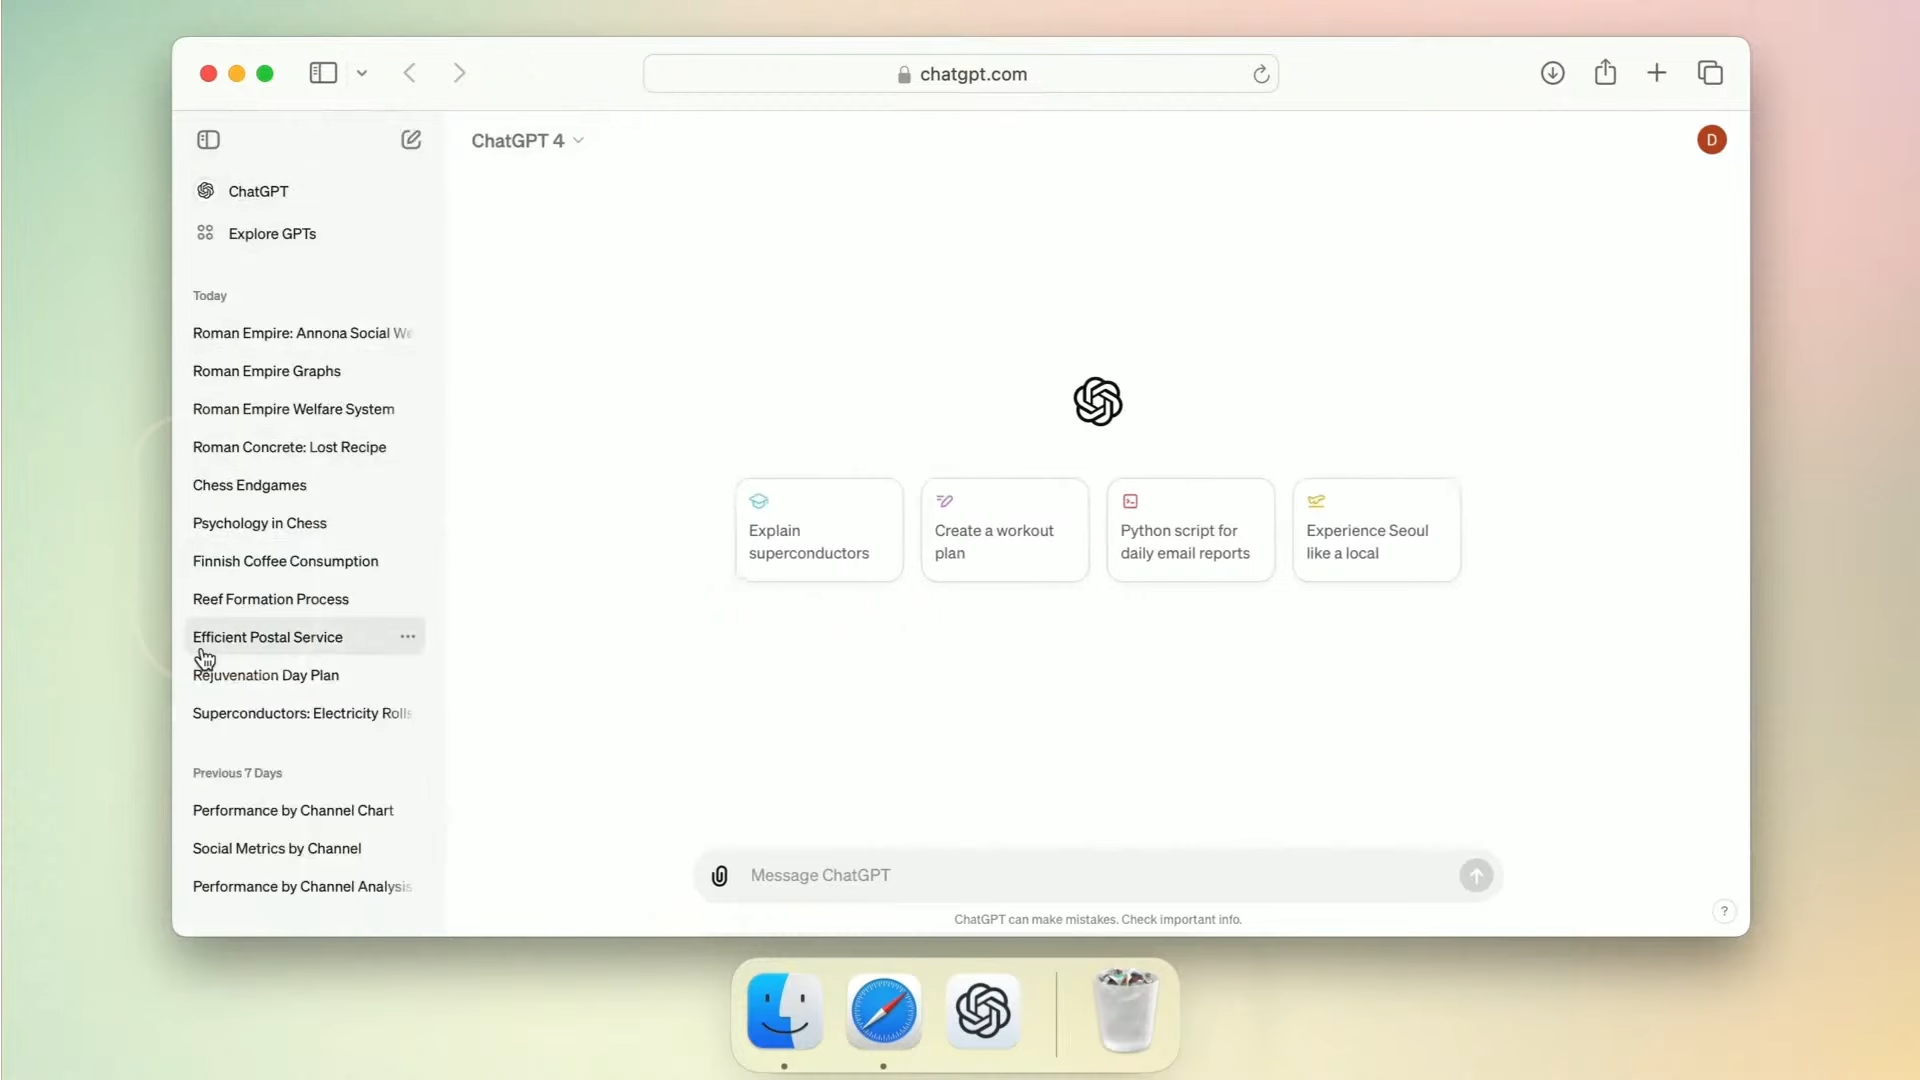 chatgpt.com
ChatGPT 4
D
ChatGPT
Explore GPTs
Today
Roman Empire: Annona Social We
Roman Empire Graphs
Roman Empire Welfare System
Roman Concrete: Lost Recipe
Chess Endgames
Psychology in Chess
Finnish Coffee Consumption
Reef Formation Process
Efficient Postal Service
Rejuvenation Day Plan
Superconductors: Electricity Rolls
Previous 7 Days
Performance by Channel Chart
Social Metrics by Channel
Performance by Channel Analysis
Explain
superconductors
Create a workout
plan
Python script for
daily email reports
Experience Seoul
like a local
Message ChatGPT
ChatGPT can make mistakes. Check important info.
?